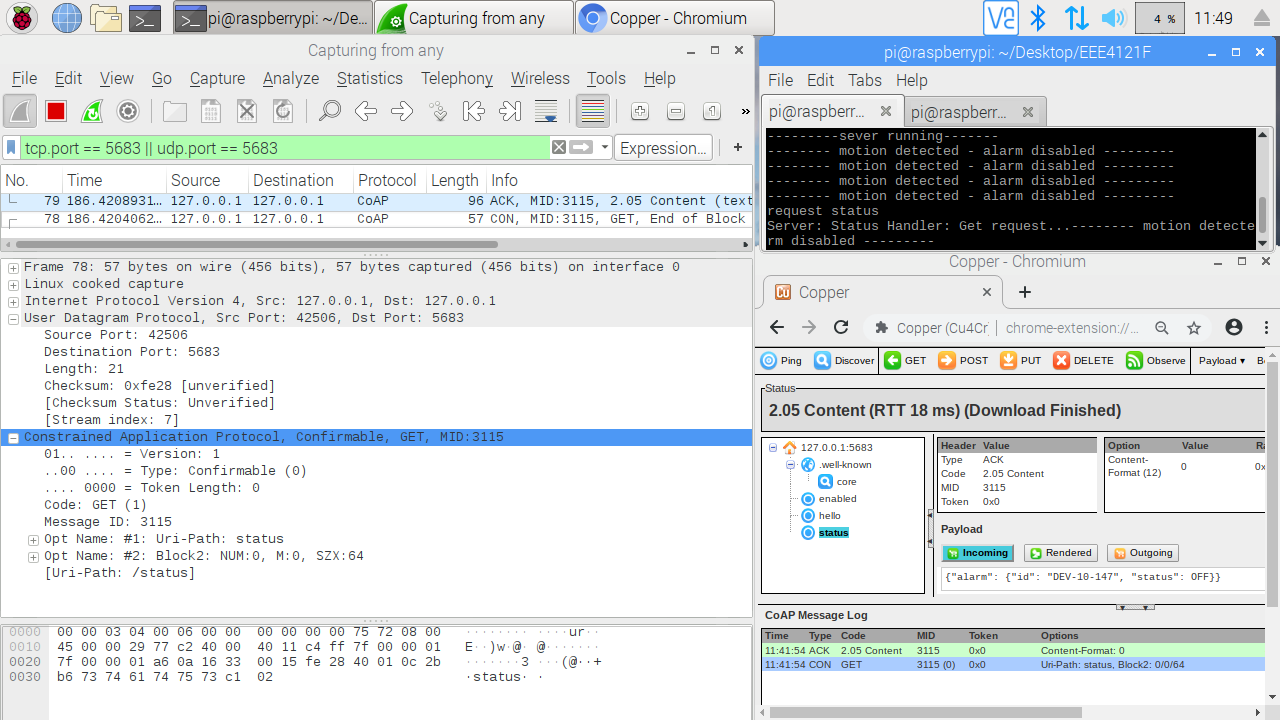 pi@raspberrypi: ~/De...
Capturing from any
Copper - Chromium
4 %
11:49
Capturing from any
File Edit View Go Capture Analyze Statistics Telephony Wireless Tools Help
tcp.port == 5683 || udp.port == 5683
Expression...
+
No. Time Source Destination Protocol Length Info
79 186.4208931... 127.0.0.1 127.0.0.1 CoAP 96 ACK, MID:3115, 2.05 Content (text
78 186.4204062... 127.0.0.1 127.0.0.1 CoAP 57 CON, MID:3115, GET, End of Block
Frame 78: 57 bytes on wire (456 bits), 57 bytes captured (456 bits) on interface 0
Linux cooked capture
Internet Protocol Version 4, Src: 127.0.0.1, Dst: 127.0.0.1
User Datagram Protocol, Src Port: 42506, Dst Port: 5683
Source Port: 42506
Destination Port: 5683
Length: 21
Checksum: 0xfe28 [unverified]
[Checksum Status: Unverified]
[Stream index: 7]
Constrained Application Protocol, Confirmable, GET, MID:3115
01.. .... = Version: 1
..00 .... = Type: Confirmable (0)
.... 0000 = Token Length: 0
Code: GET (1)
Message ID: 3115
Opt Name: #1: Uri-Path: status
Opt Name: #2: Block2: NUM:0, M:0, SZX:64
[Uri-Path: /status]
0000 00 00 03 04 00 06 00 00 00 00 00 00 75 72 08 00 ········ ····ur··
0010 45 00 00 29 77 c2 40 00 40 11 c4 ff 7f 00 00 01 E··)w·@· @·······
0020 7f 00 00 01 a6 0a 16 33 00 15 fe 28 40 01 0c 2b ·······3 ···(@··+
0030 b6 73 74 61 74 75 73 c1 02 ·status· ·
pi@raspberrypi: ~/Desktop/EEE4121F
File Edit Tabs Help
pi@raspberr...
pi@raspberr...
---------sever running-------
-------- motion detected - alarm disabled ---------
-------- motion detected - alarm disabled ---------
-------- motion detected - alarm disabled ---------
-------- motion detected - alarm disabled ---------
request status
Server: Status Handler: Get request...-------- motion detecte
rm disabled ---------
Copper - Chromium
Copper
Copper (Cu4Cr
chrome-extension://...
Ping Discover GET POST PUT DELETE Observe Payload
Status
2.05 Content (RTT 18 ms) (Download Finished)
127.0.0.1:5683
.well-known
core
enabled
hello
status
Header Value
Type ACK
Code 2.05 Content
MID 3115
Token 0x0
Option Value
Content-
Format (12) 0
Payload
Incoming Rendered Outgoing
{"alarm": {"id": "DEV-10-147", "status": OFF}}
CoAP Message Log
Time Type Code MID Token Options
11:41:54 ACK 2.05 Content 3115 0x0 Content-Format: 0
11:41:54 CON GET 3115 (0) 0x0 Uri-Path: status, Block2: 0/0/64